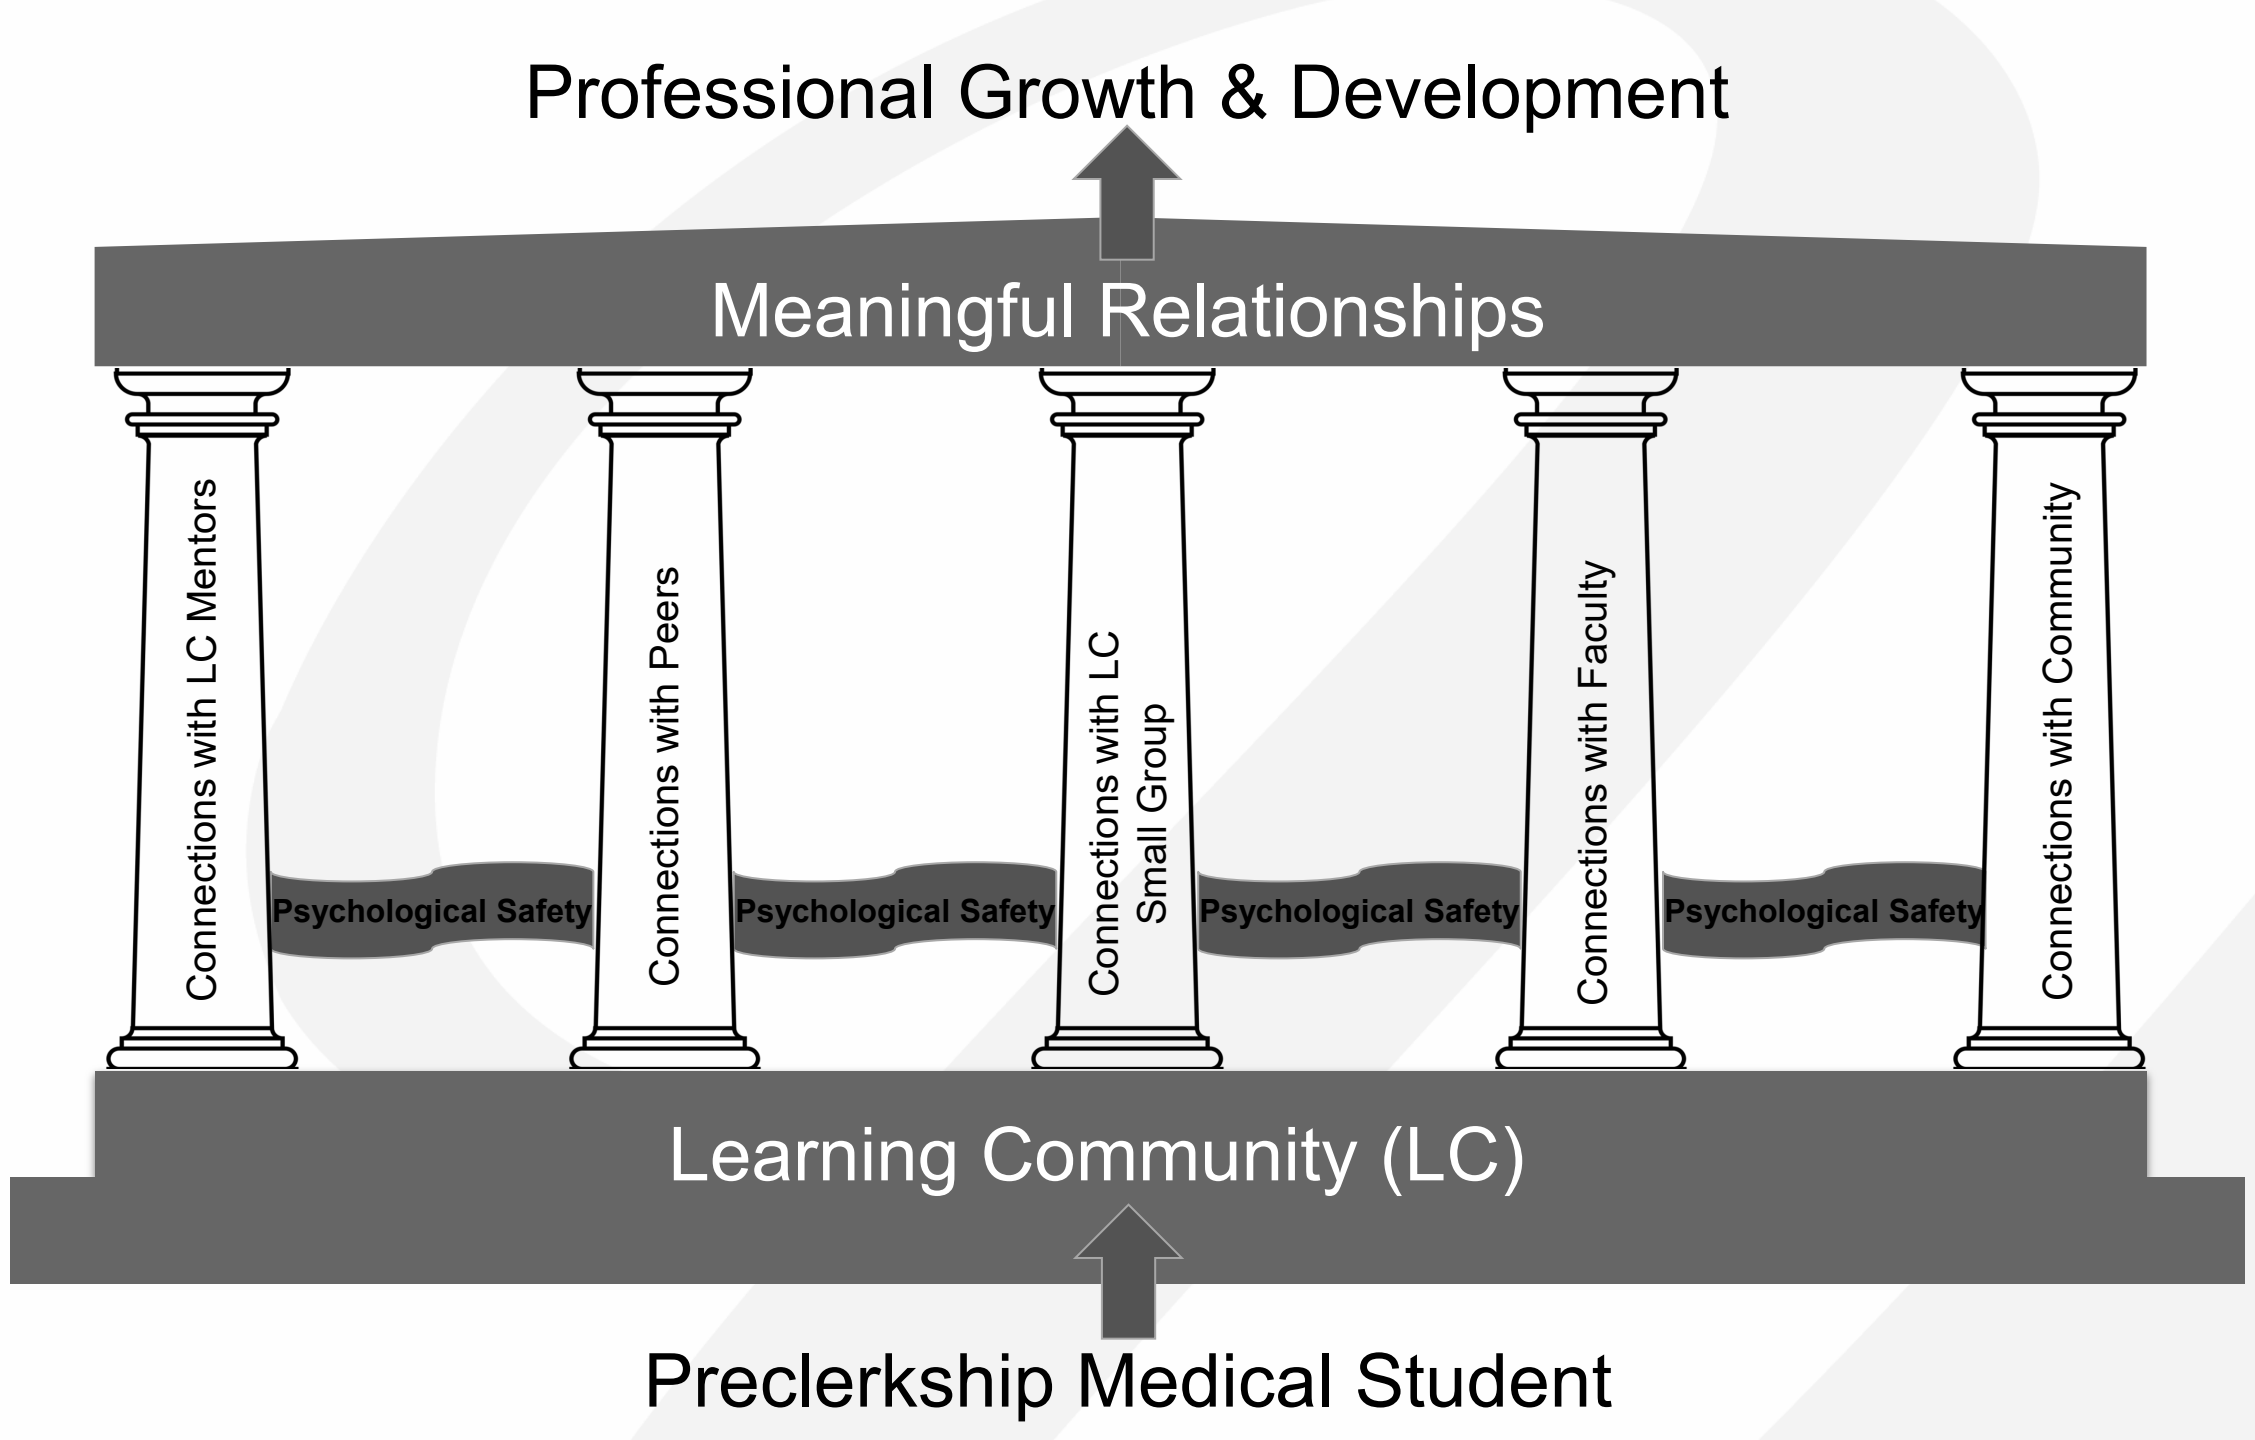 Professional Growth & Development
Meaningful Relationships
Connections with LC Mentors
Connections with Peers
Connections with LC
Small Group
Connections with Faculty
Connections with Community
Psychological Safety
Psychological Safety
Psychological Safety
Psychological Safety
Learning Community (LC)
Preclerkship Medical Student